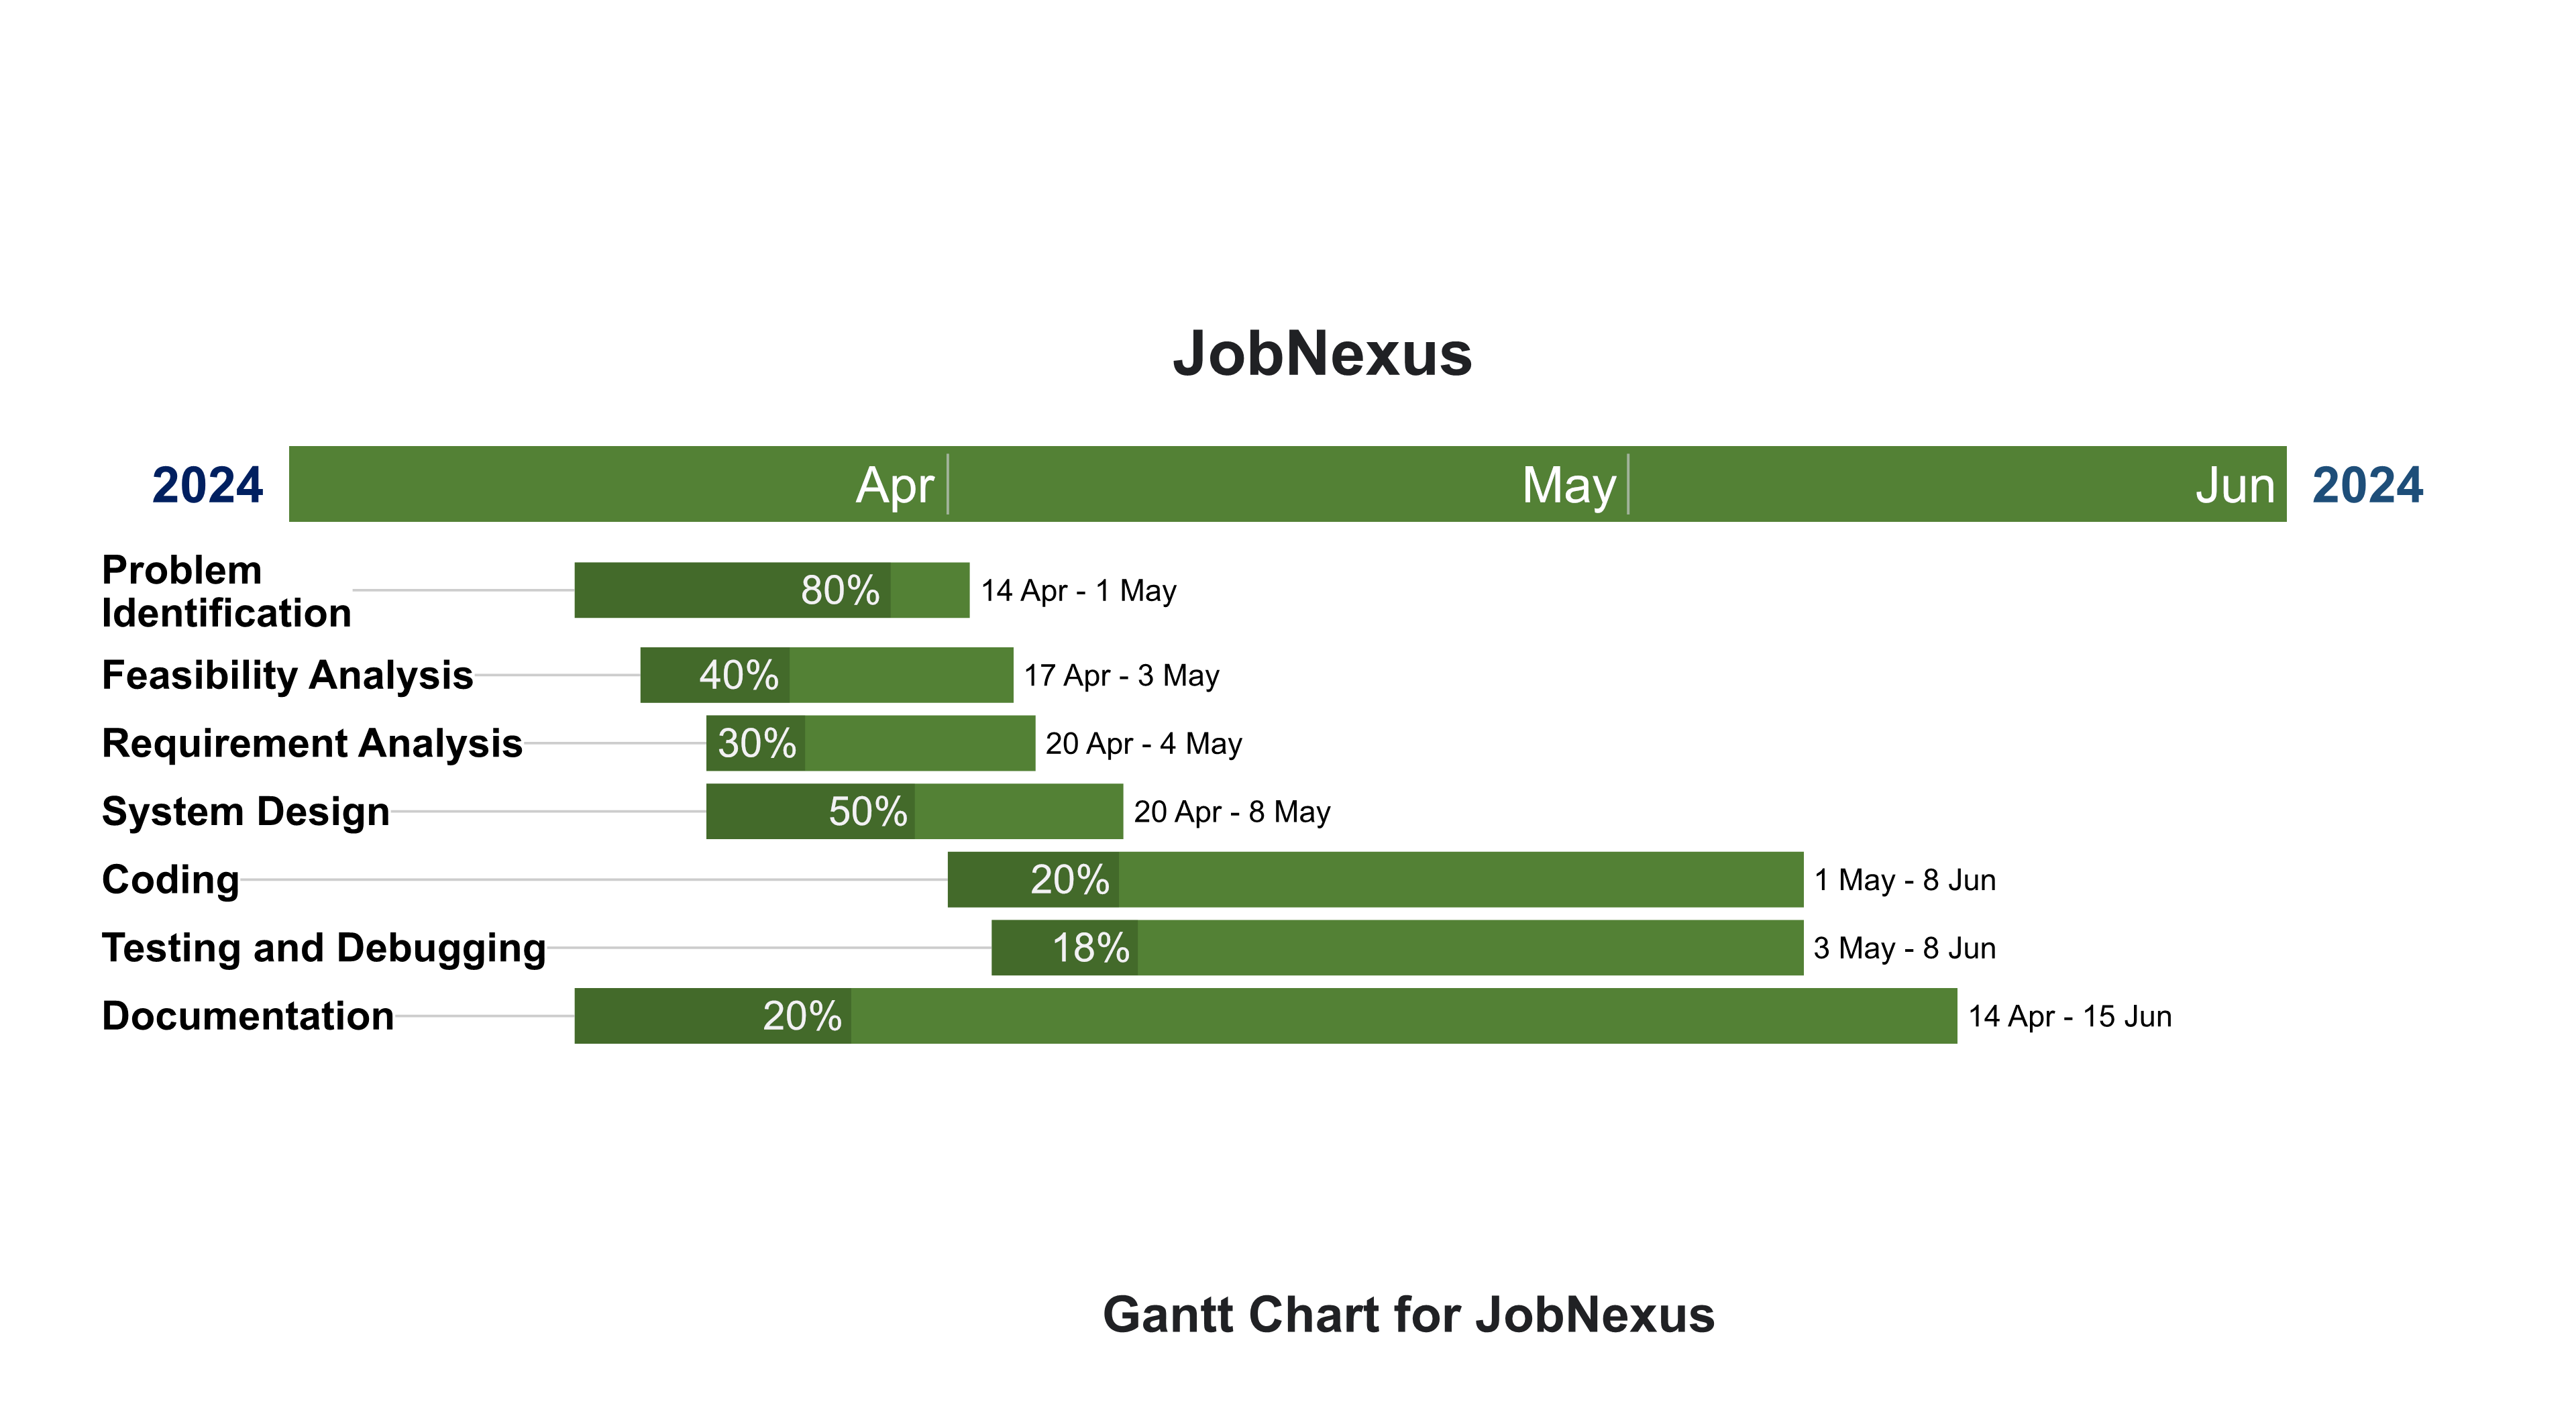 JobNexus
2024 Apr May Jun 2024
Problem
Identification
80% 14 Apr - 1 May
Feasibility Analysis 40% 17 Apr - 3 May
Requirement Analysis 30% 20 Apr - 4 May
System Design 50% 20 Apr - 8 May
Coding 20% 1 May - 8 Jun
Testing and Debugging 18% 3 May - 8 Jun
Documentation 20% 14 Apr - 15 Jun
Gantt Chart for JobNexus